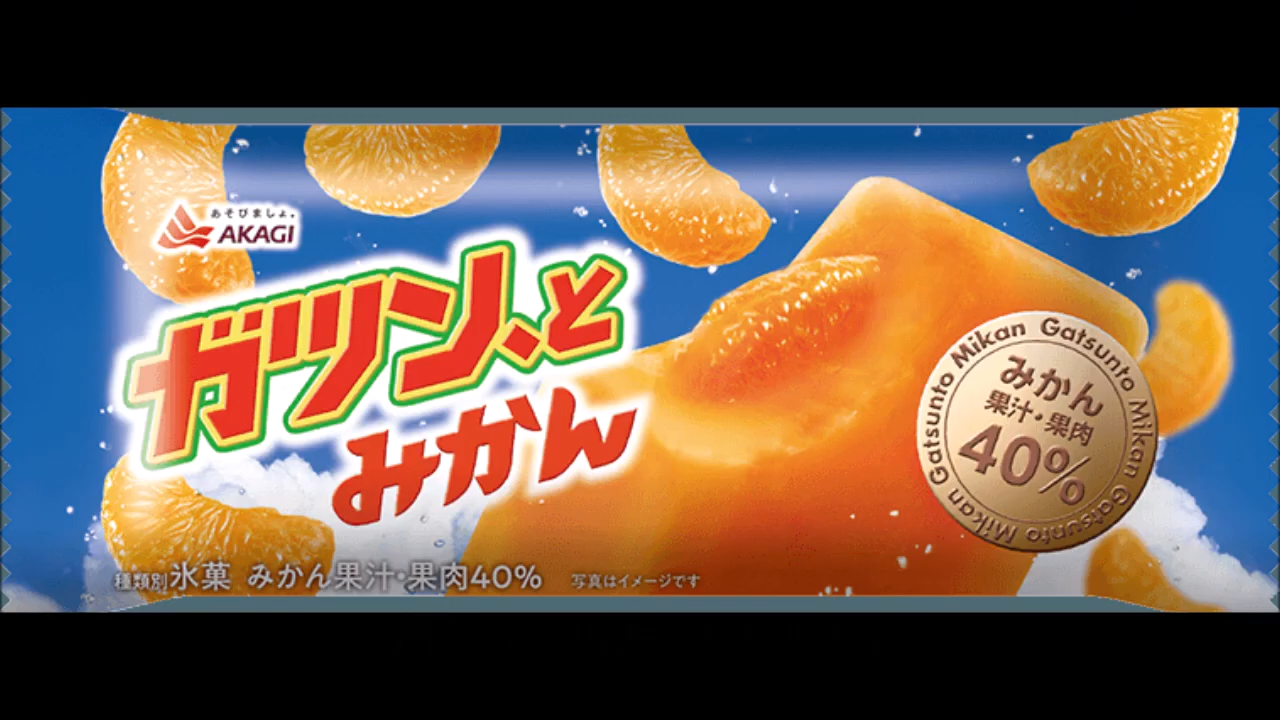 あそびましょ。
AKAGI
ガツン、と
みかん
Gatsunto Mikan Gatsunto Mikan Gatsunto Mikan
みかん
果汁・果肉
40%
種類別 氷菓 みかん果汁・果肉40% 写真はイメージです